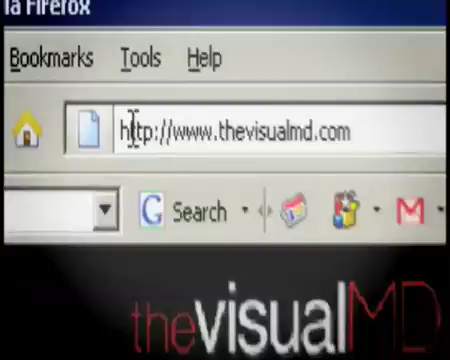 la Firefox
Bookmarks Tools Help
http://www.thevisualmd.com
G Search
thevisualMD